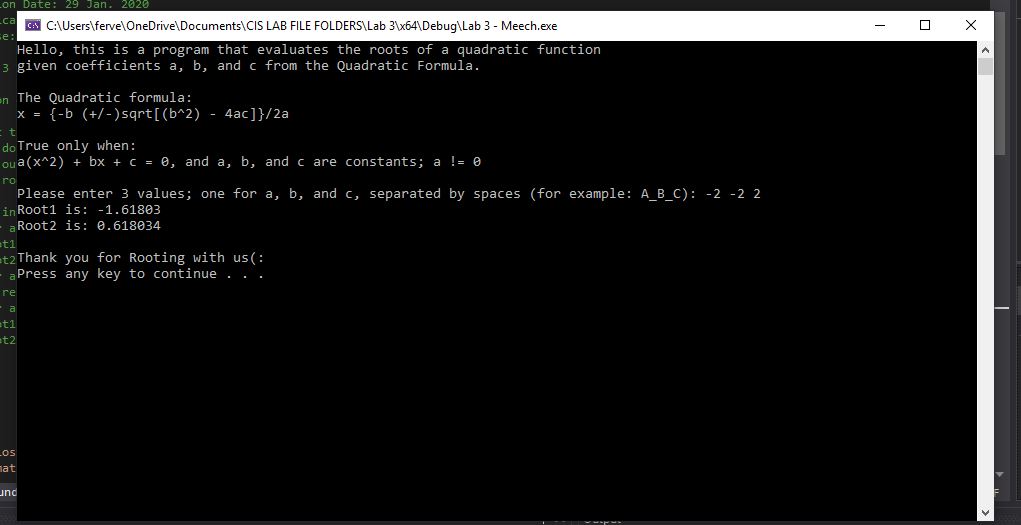 on Date: 29 Jan. 2020
C:\Users\ferve\OneDrive\Documents\CIS LAB FILE FOLDERS\Lab 3\x64\Debug\Lab 3 - Meech.exe
Hello, this is a program that evaluates the roots of a quadratic function
given coefficients a, b, and c from the Quadratic Formula.
The Quadratic formula:
x = {-b (+/-)sqrt[(b^2) - 4ac]}/2a
True only when:
a(x^2) + bx + c = 0, and a, b, and c are constants; a != 0
Please enter 3 values; one for a, b, and c, separated by spaces (for example: A_B_C): -2 -2 2
Root1 is: -1.61803
Root2 is: 0.618034
Thank you for Rooting with us(:
Press any key to continue . . .